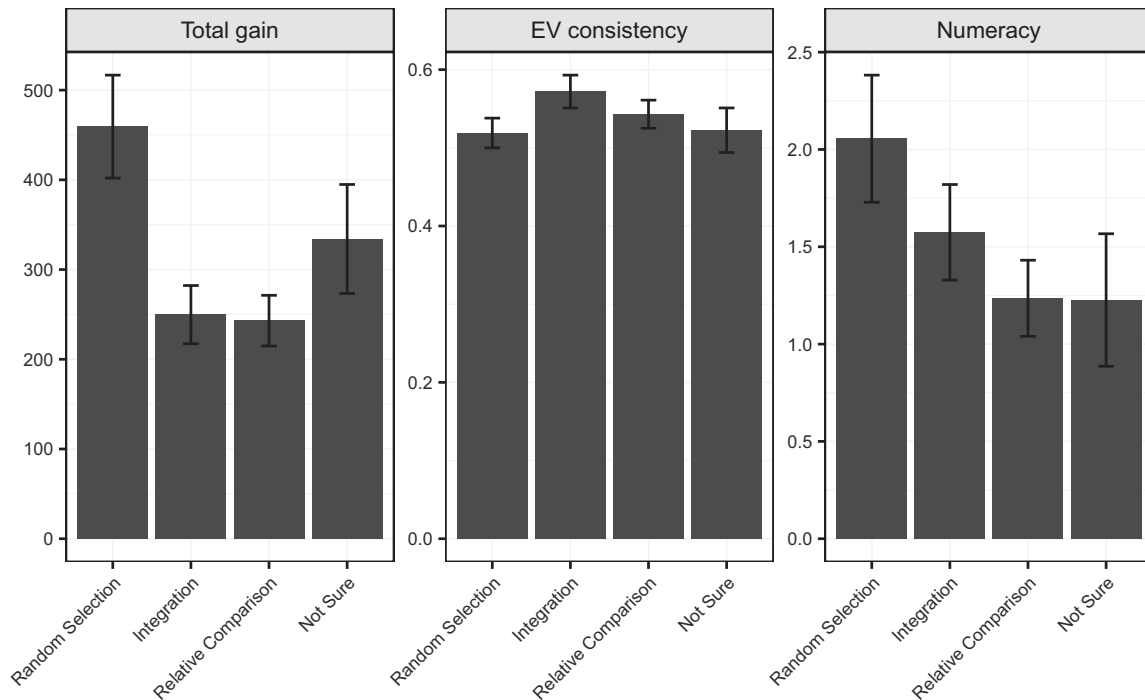 Total gain
EV consistency
Numeracy
500
400
300
200
100
0
0.6
0.4
0.2
0.0
2.5
2.0
1.5
1.0
0.5
0.0
Random Selection
Integration
Relative Comparison
Not Sure
Random Selection
Integration
Relative Comparison
Not Sure
Random Selection
Integration
Relative Comparison
Not Sure